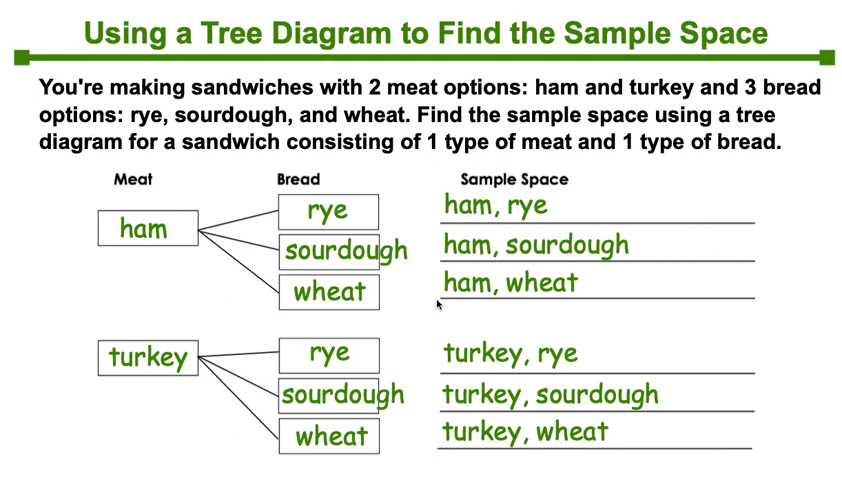 Using a Tree Diagram to Find the Sample Space
You're making sandwiches with 2 meat options: ham and turkey and 3 bread
options: rye, sourdough, and wheat. Find the sample space using a tree
diagram for a sandwich consisting of 1 type of meat and 1 type of bread.
Meat Bread Sample Space
rye ham, rye
ham sourdough ham, sourdough
wheat ham, wheat
turkey rye turkey, rye
sourdough turkey, sourdough
wheat turkey, wheat